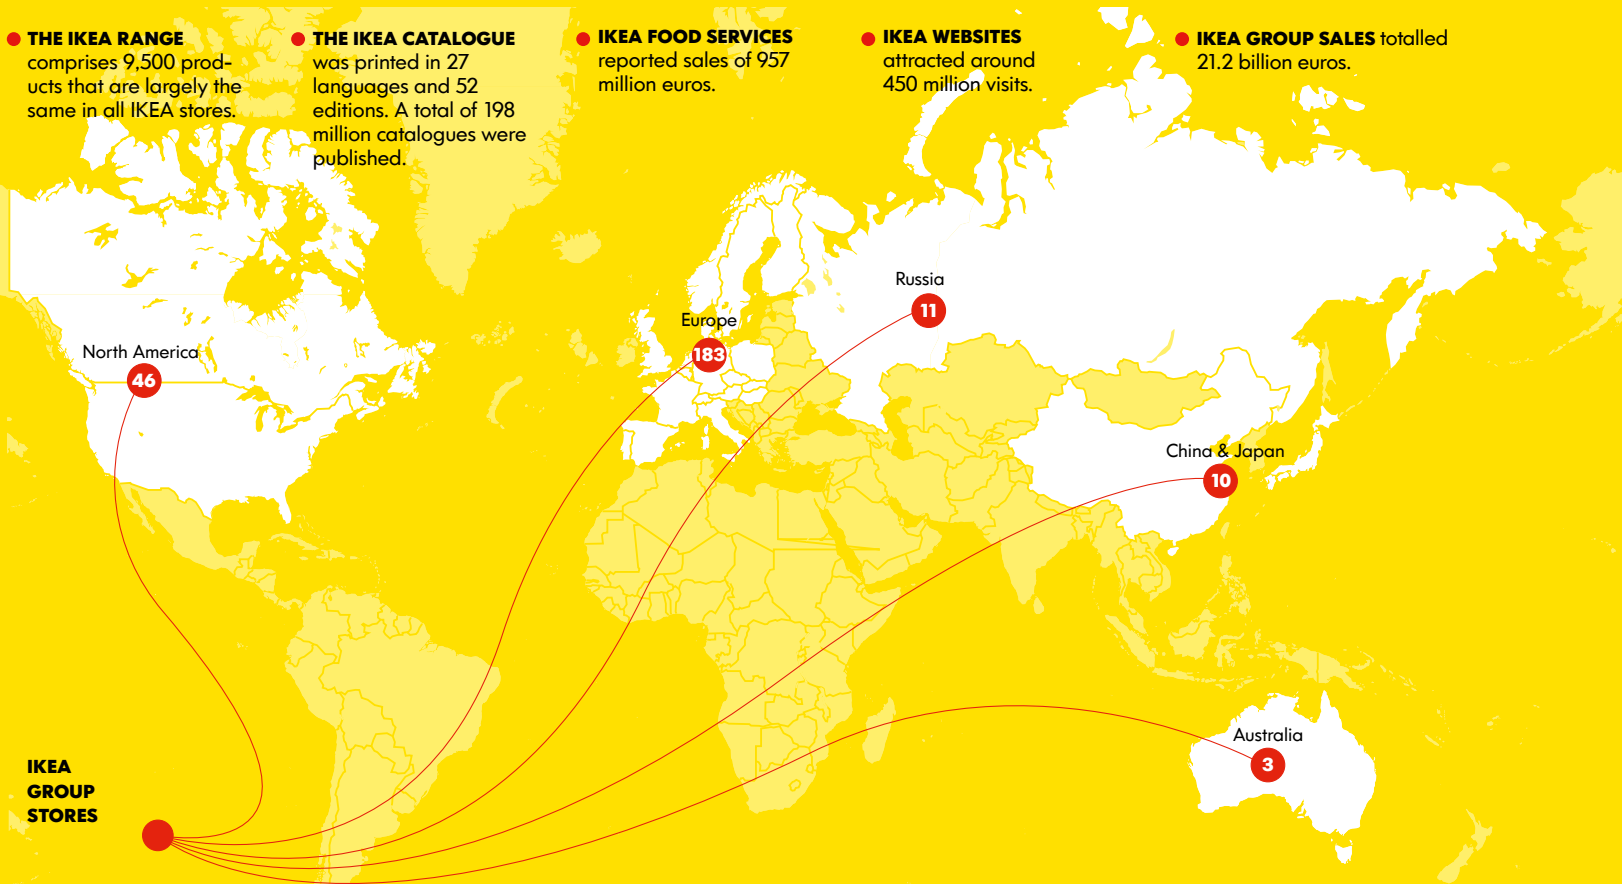 THE IKEA RANGE
comprises 9,500 prod-
ucts that are largely the
same in all IKEA stores.
THE IKEA CATALOGUE
was printed in 27
languages and 52
editions. A total of 198
million catalogues were
published.
IKEA FOOD SERVICES
reported sales of 957
million euros.
IKEA WEBSITES
attracted around
450 million visits.
IKEA GROUP SALES totalled
21.2 billion euros.
Russia
11
Europe
183
North America
46
China & Japan
10
Australia
3
IKEA
GROUP
STORES